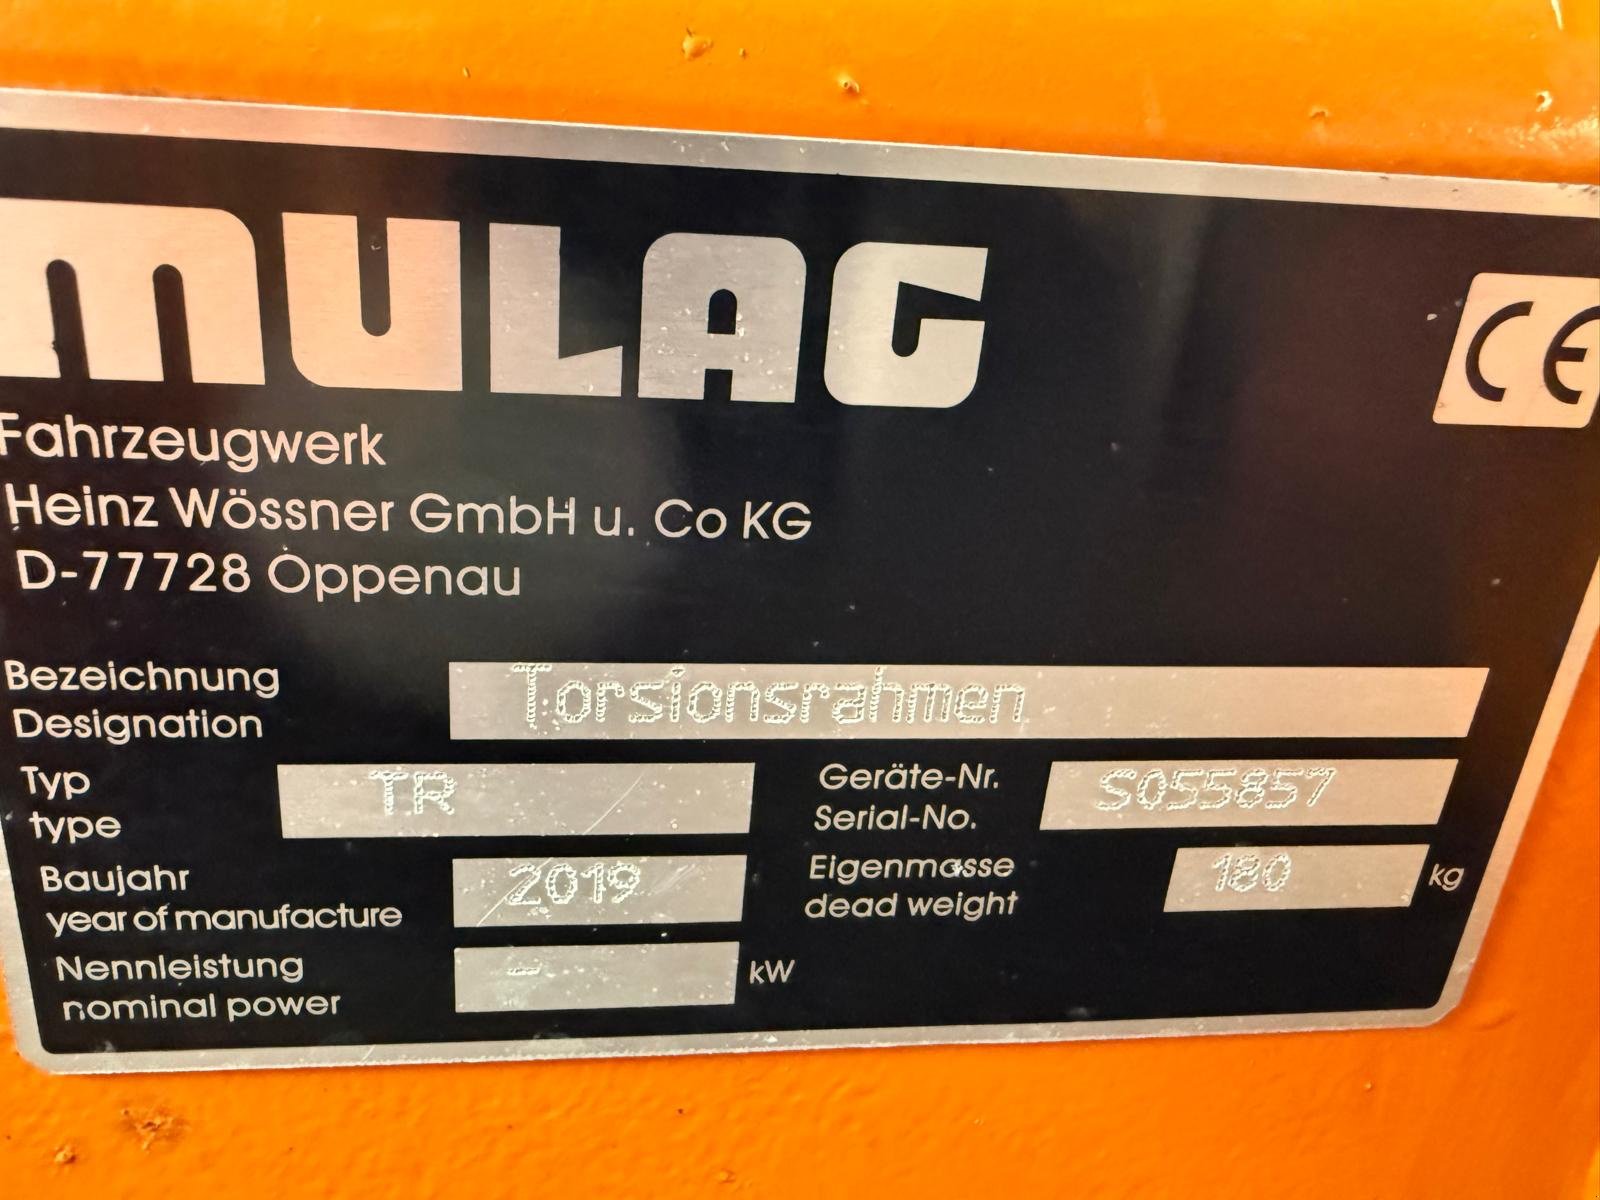 MULAG
CE
Fahrzeugwerk
Heinz Wössner GmbH u. Co KG
D-77728 Oppenau
Bezeichnung Torsionsrahmen
Designation
Typ TR Geräte-Nr. S055857
type Serial-No.
Baujahr 2019 Eigenmasse 180 kg
year of manufacture dead weight
Nennleistung - kW
nominal power